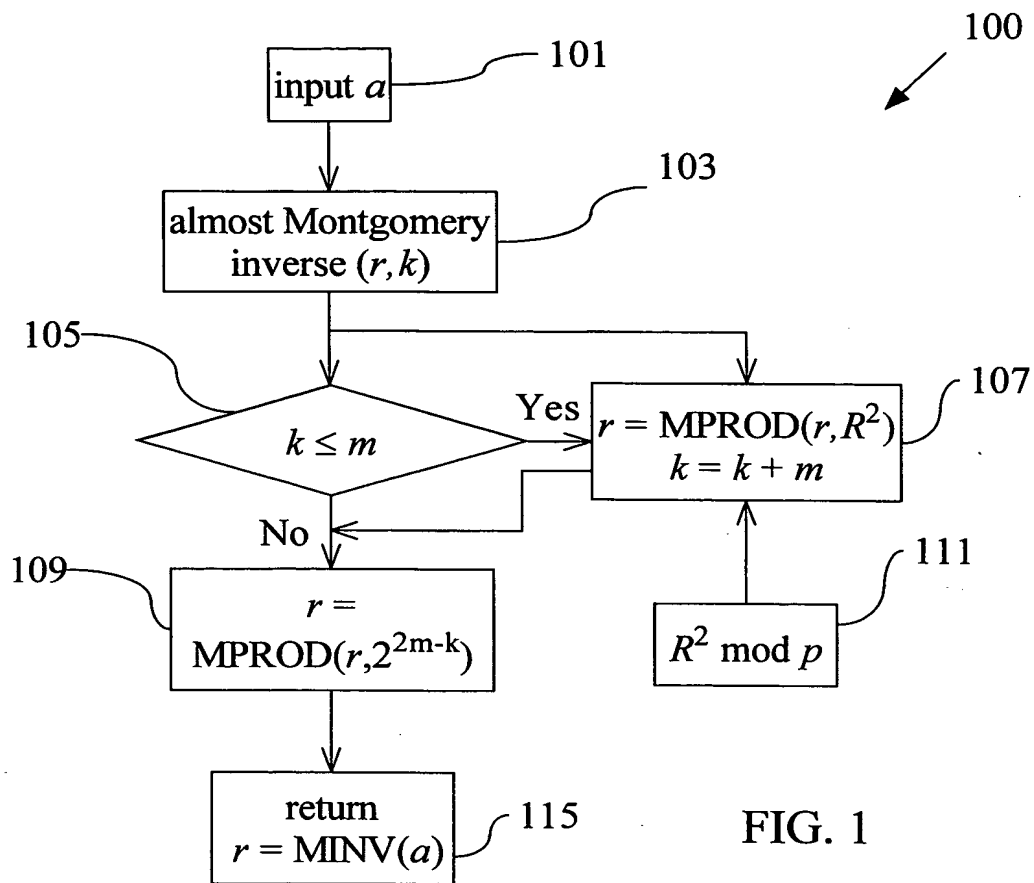 100
101
input a
103
almost Montgomery
inverse (r, k)
105
107
Yes
k ≤ m
r = MPROD(r, R²)
k = k + m
No
109
111
r =
MPROD(r, 2^{2m-k})
R² mod p
return
r = MINV(a)
115
FIG. 1